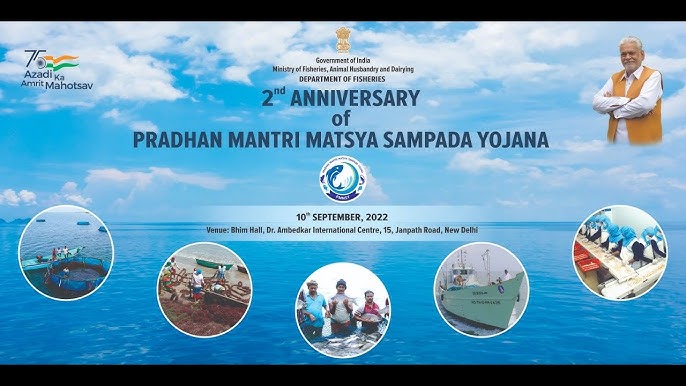 75
Azadi Ka
Amrit Mahotsav
Government of India
Ministry of Fisheries, Animal Husbandry and Dairying
DEPARTMENT OF FISHERIES
2nd ANNIVERSARY
of
PRADHAN MANTRI MATSYA SAMPADA YOJANA
PMMSY
10th SEPTEMBER, 2022
Venue: Bhim Hall, Dr. Ambedkar International Centre, 15, Janpath Road, New Delhi